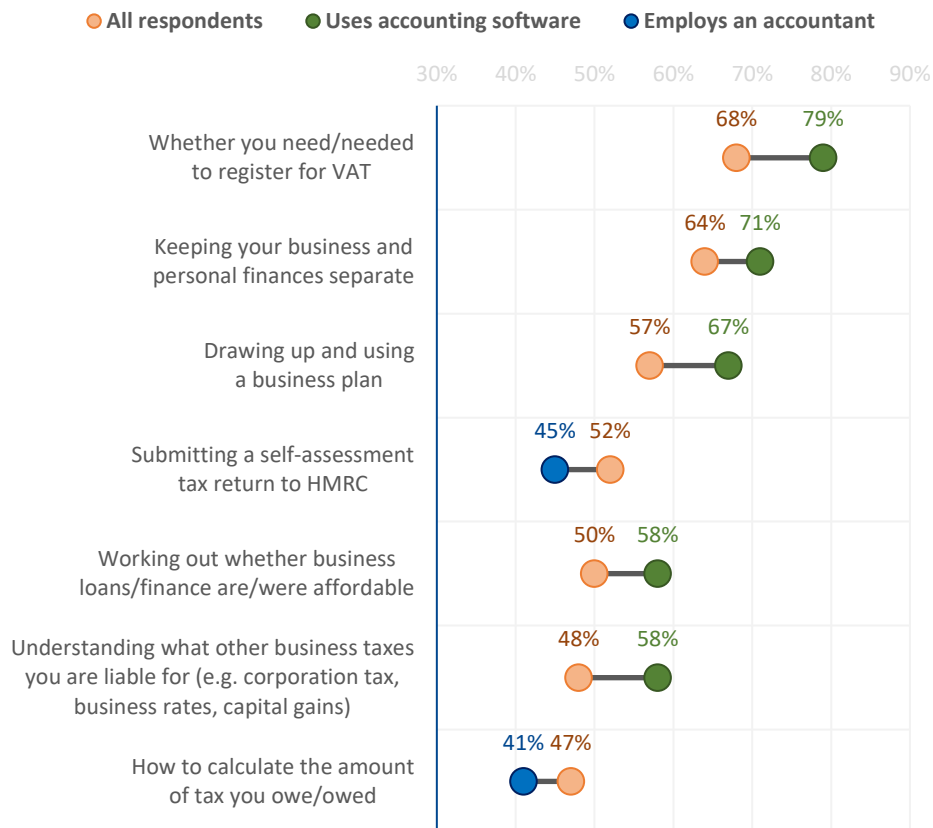 All respondents Uses accounting software Employs an accountant
30% 40% 50% 60% 70% 80% 90%
68% 79%
Whether you need/needed
to register for VAT
64% 71%
Keeping your business and
personal finances separate
57% 67%
Drawing up and using
a business plan
45% 52%
Submitting a self-assessment
tax return to HMRC
50% 58%
Working out whether business
loans/finance are/were affordable
48% 58%
Understanding what other business taxes
you are liable for (e.g. corporation tax,
business rates, capital gains)
41% 47%
How to calculate the amount
of tax you owe/owed